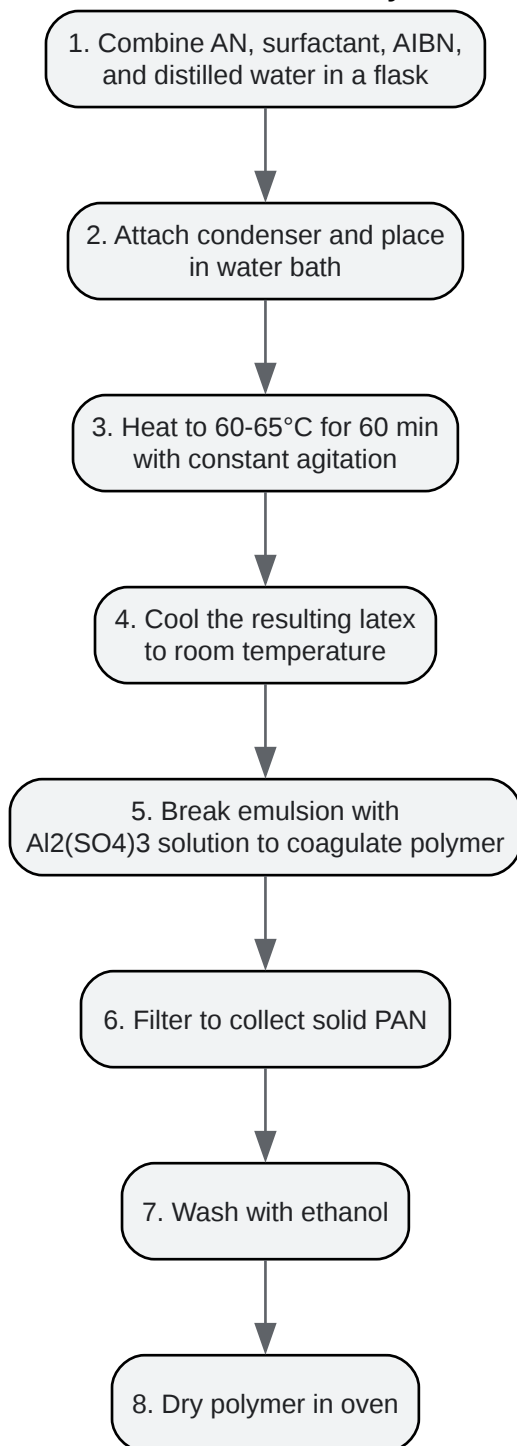 1. Combine AN, surfactant, AIBN,
and distilled water in a flask
2. Attach condenser and place
in water bath
3. Heat to 60-65°C for 60 min
with constant agitation
4. Cool the resulting latex
to room temperature
5. Break emulsion with
Al2(SO4)3 solution to coagulate polymer
6. Filter to collect solid PAN
7. Wash with ethanol
8. Dry polymer in oven